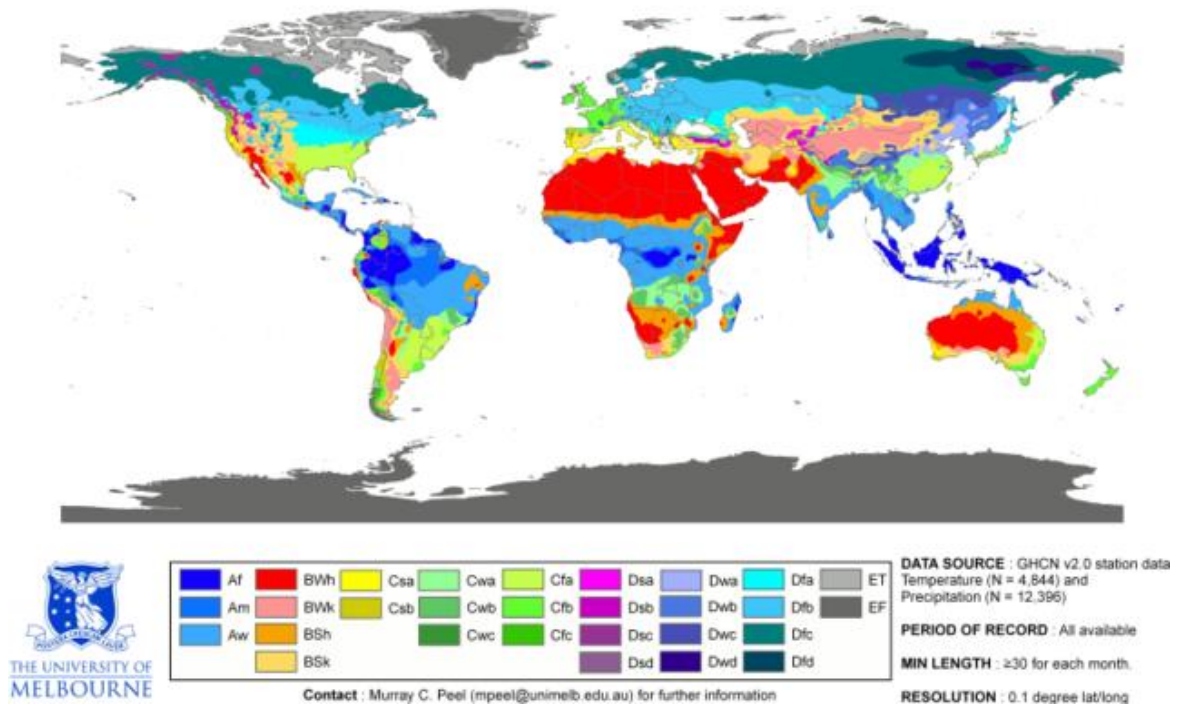 Af
Am
Aw
BWh
BWk
BSh
BSk
Csa
Csb
Cwa
Cwb
Cwc
Cfa
Cfb
Cfc
Dsa
Dsb
Dsc
Dsd
Dwa
Dwb
Dwc
Dwd
Dfa
Dfb
Dfc
Dfd
ET
EF
THE UNIVERSITY OF
MELBOURNE
Contact : Murray C. Peel (mpeel@unimelb.edu.au) for further information
DATA SOURCE : GHCN v2.0 station data
Temperature (N = 4,844) and
Precipitation (N = 12,396)
PERIOD OF RECORD : All available
MIN LENGTH : ≥30 for each month.
RESOLUTION : 0.1 degree lat/long